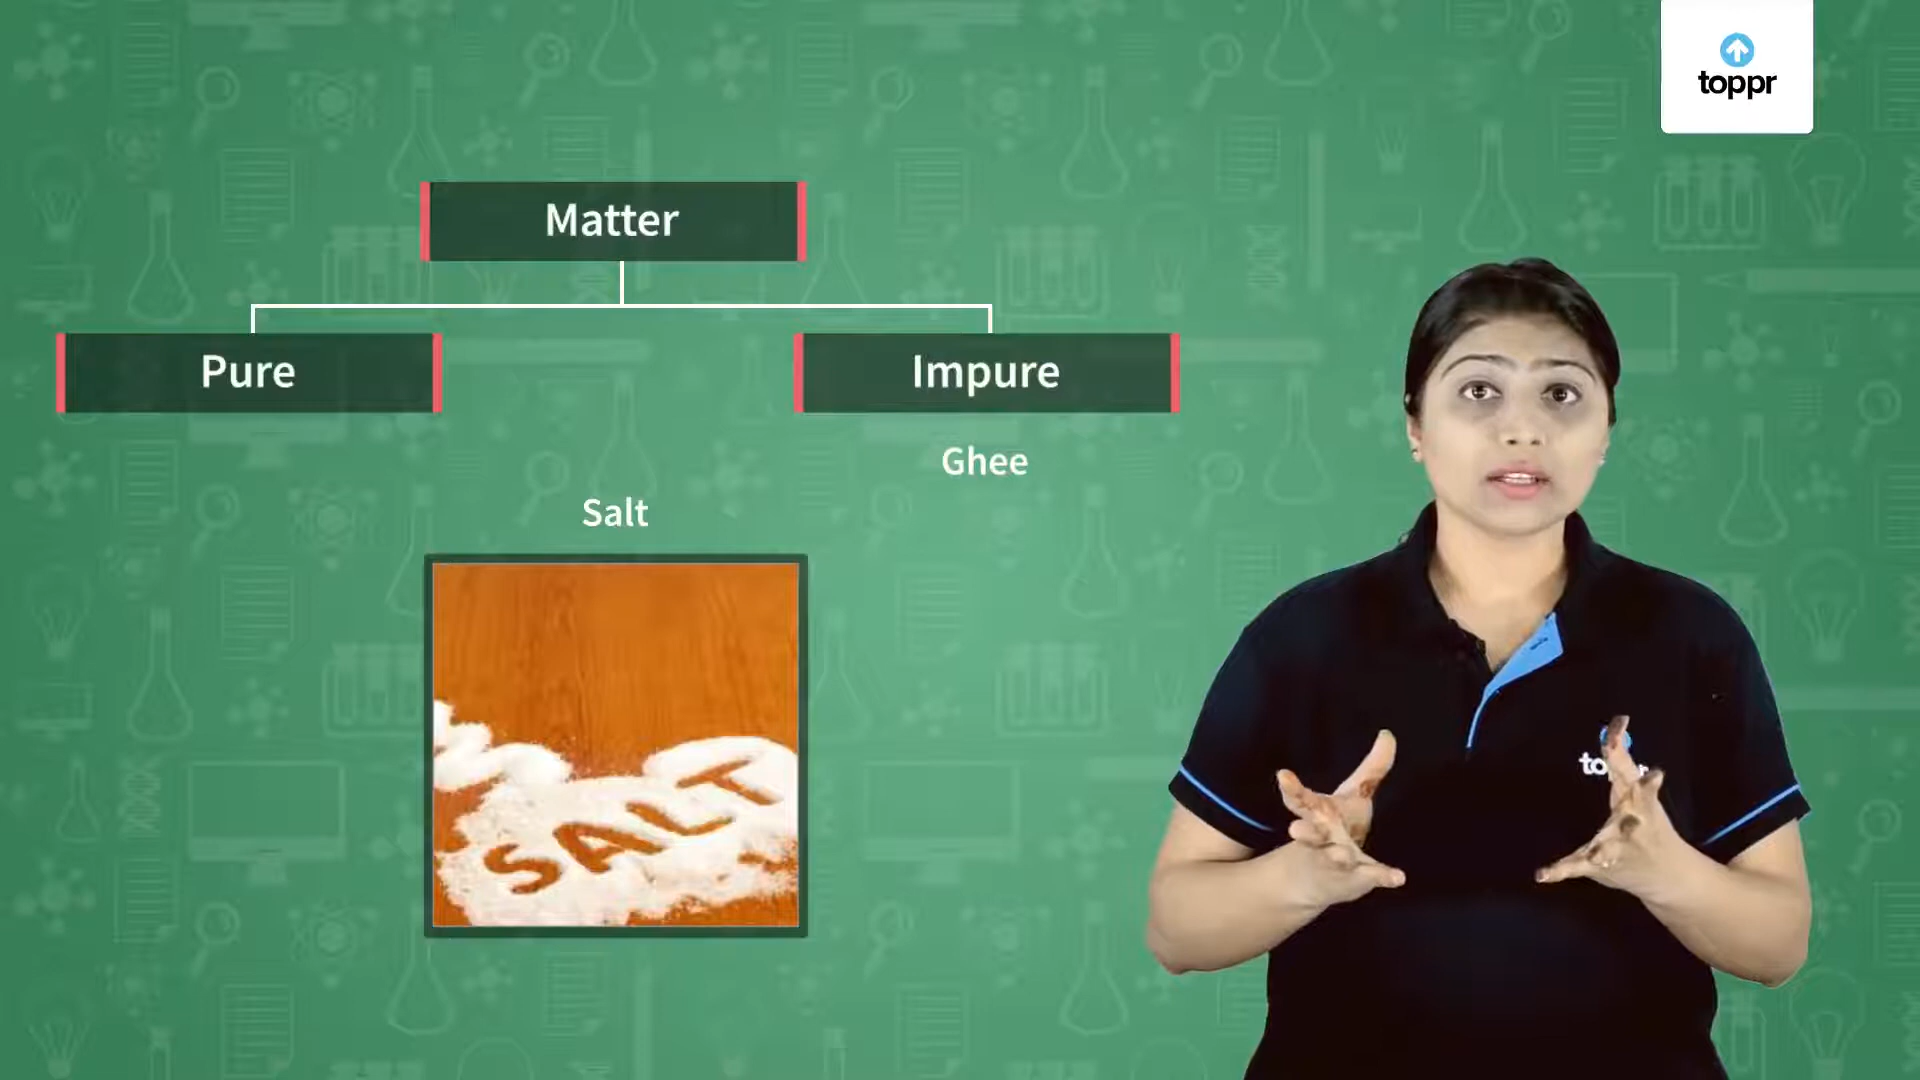 toppr
Matter
Pure
Impure
Ghee
Salt
SALT